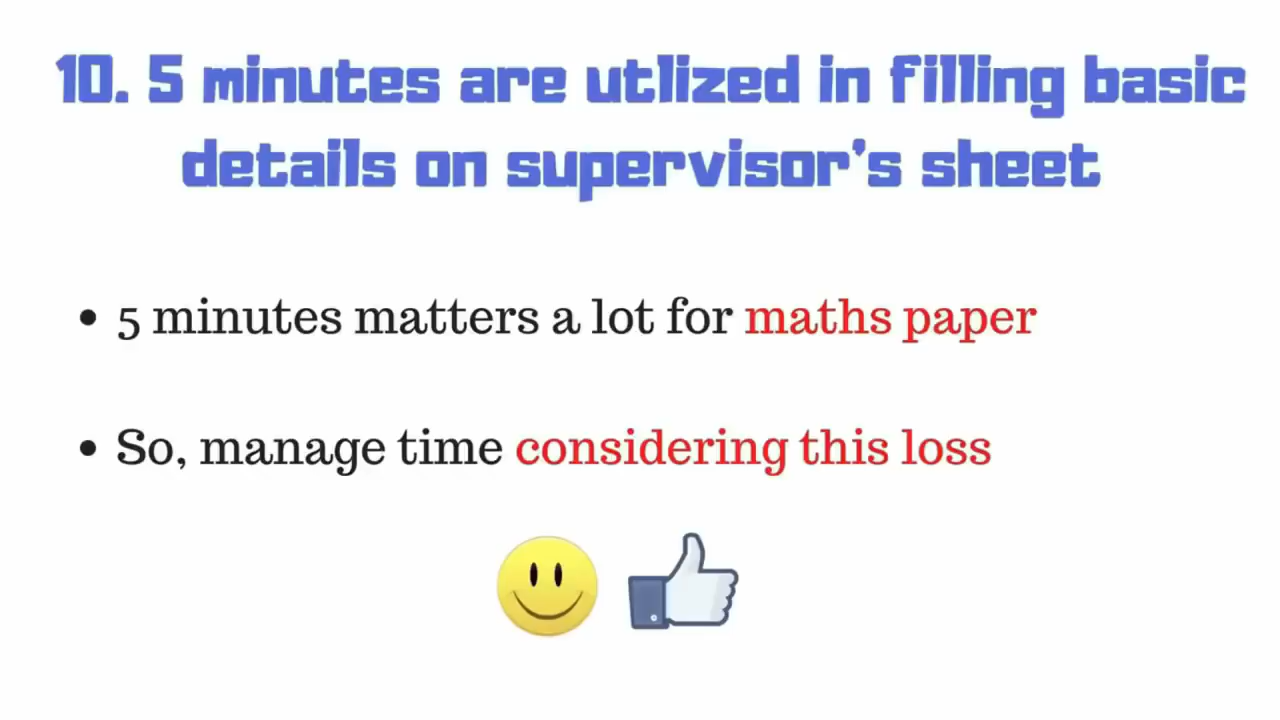 10. 5 minutes are utlized in filling basic
details on supervisor's sheet
• 5 minutes matters a lot for maths paper
• So, manage time considering this loss